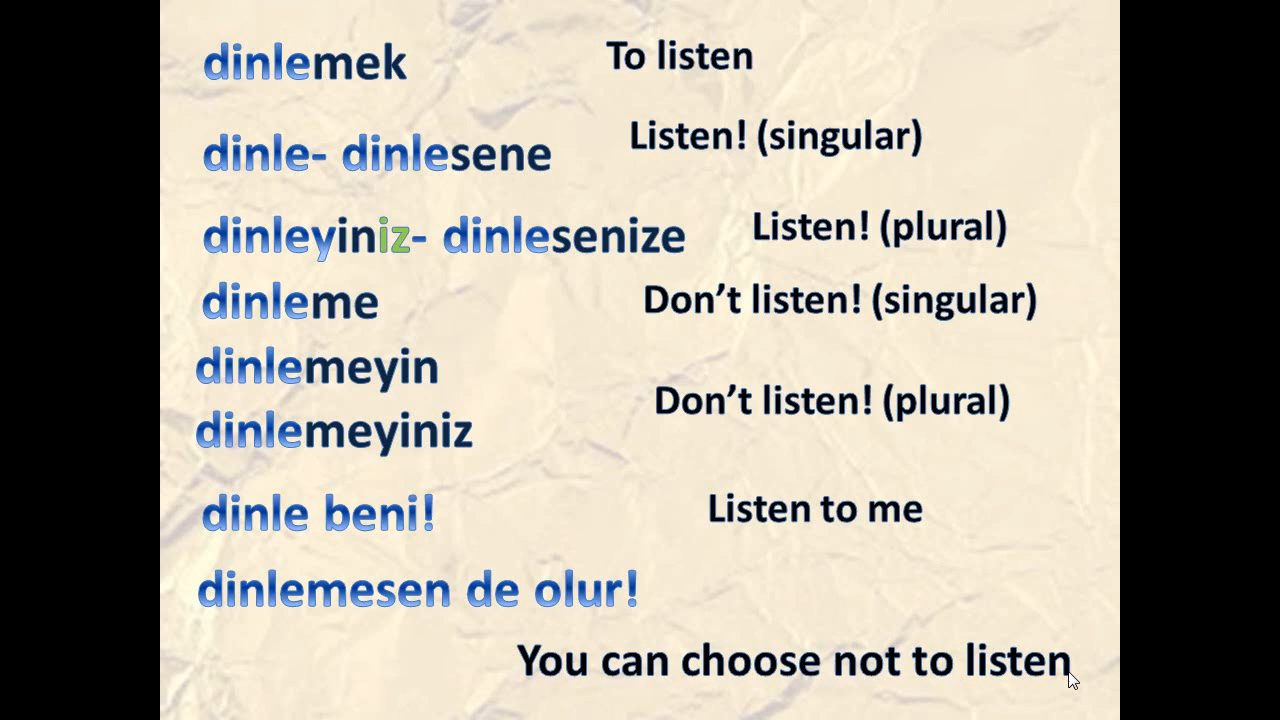 dinlemek To listen
dinle- dinlesene Listen! (singular)
dinleyiniz- dinlesenize Listen! (plural)
dinleme Don’t listen! (singular)
dinlemeyin
dinlemeyiniz Don’t listen! (plural)
dinle beni! Listen to me
dinlemesen de olur!
You can choose not to listen